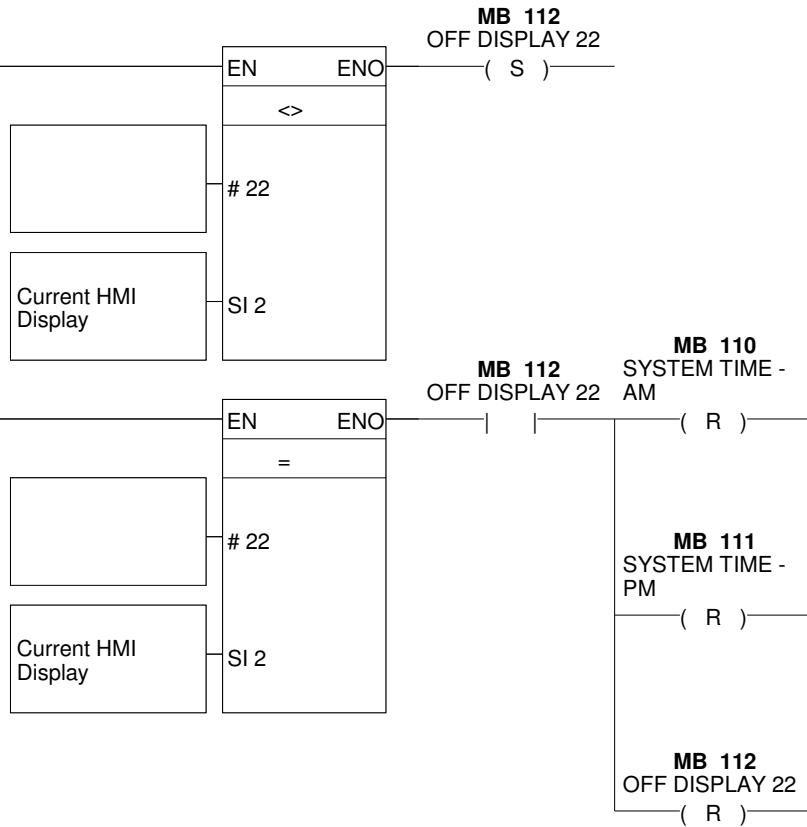 MB 112
OFF DISPLAY 22
EN ENO ( S )
<>
# 22
Current HMI
Display
SI 2
MB 112
OFF DISPLAY 22
MB 110
SYSTEM TIME -
AM
EN ENO ( R )
=
# 22
MB 111
SYSTEM TIME -
PM
( R )
Current HMI
Display
SI 2
MB 112
OFF DISPLAY 22
( R )